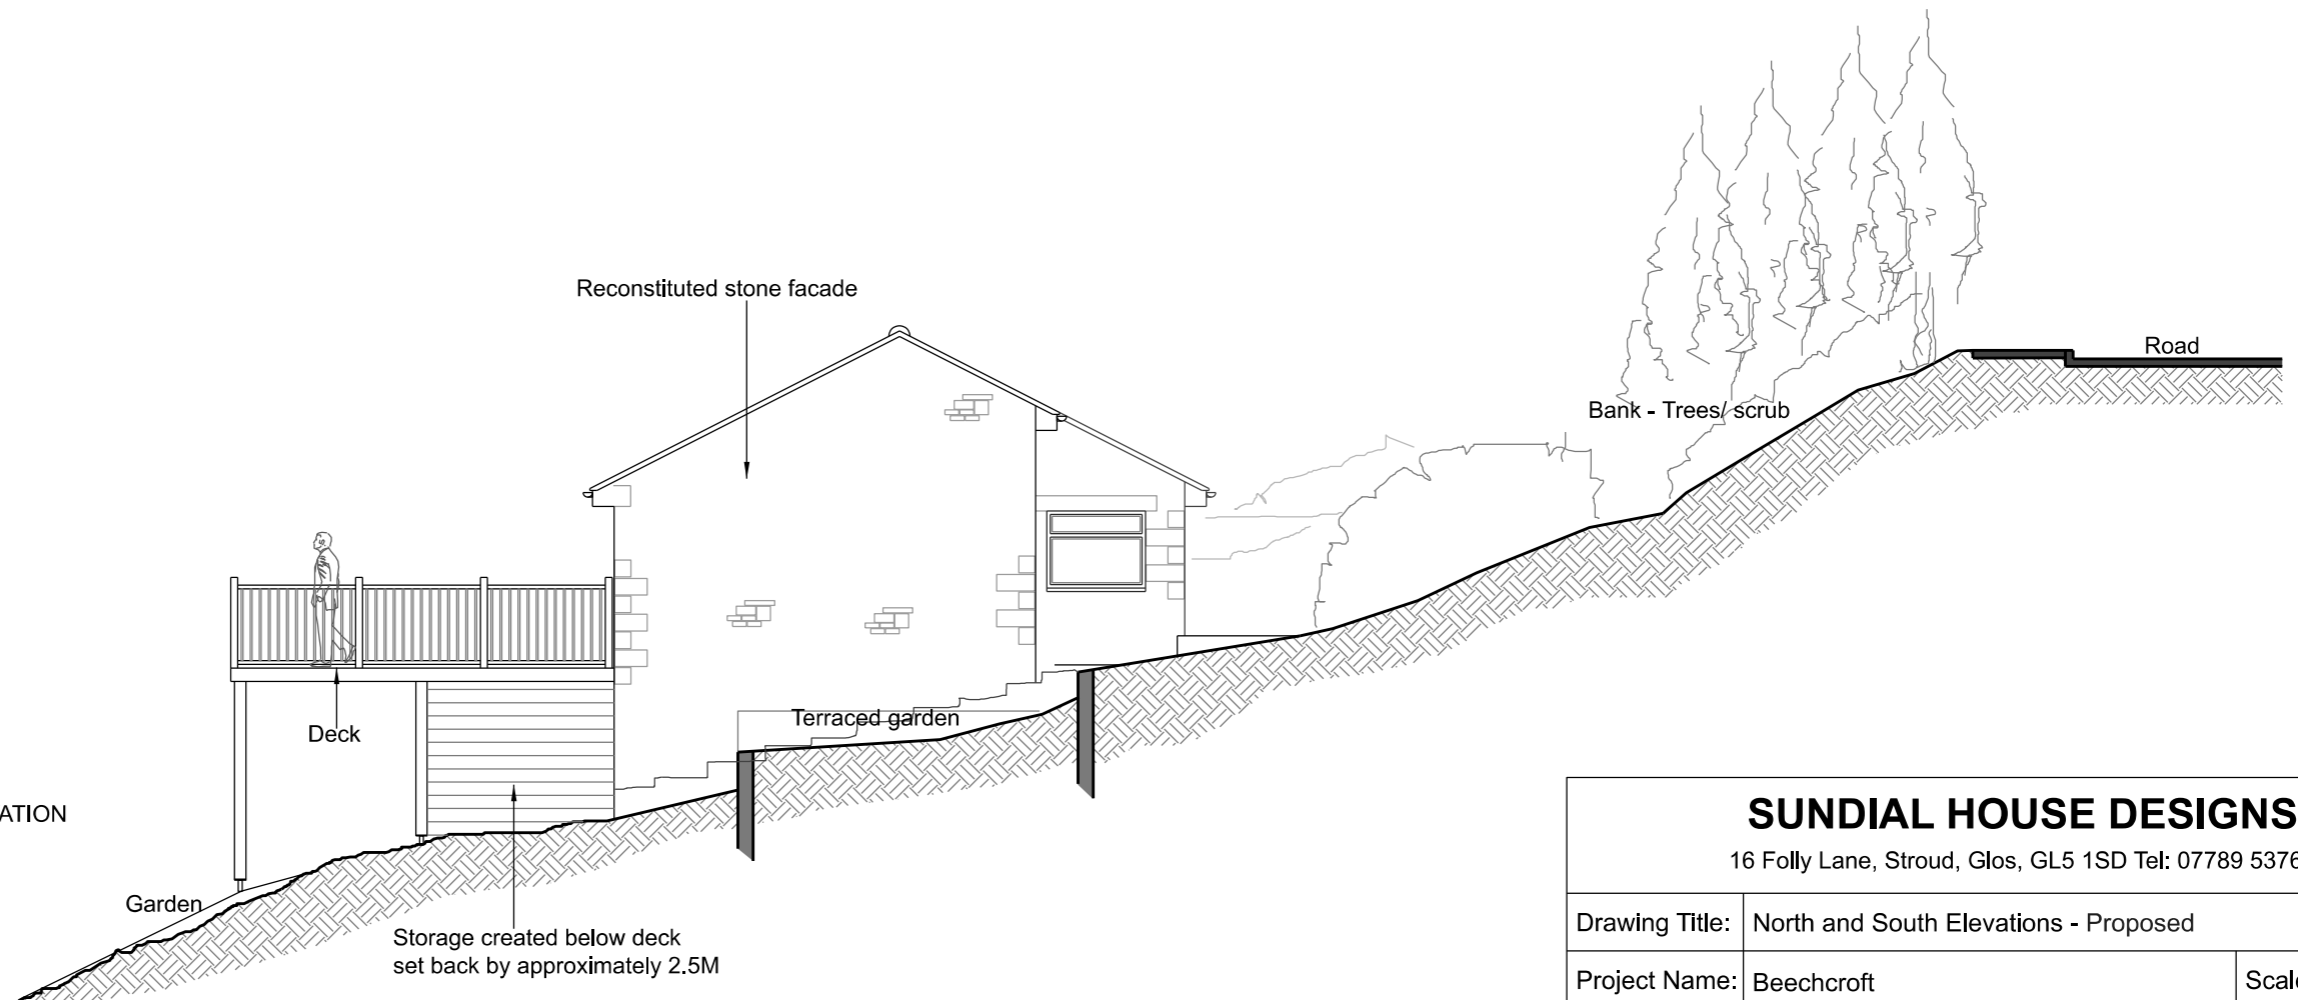 Reconstituted stone facade
Road
Bank - Trees/ scrub
Terraced garden
Deck
Garden
Storage created below deck
set back by approximately 2.5M
SUNDIAL HOUSE DESIGNS
16 Folly Lane, Stroud, Glos, GL5 1SD Tel: 07789 5376
Drawing Title: North and South Elevations - Proposed
Project Name: Beechcroft